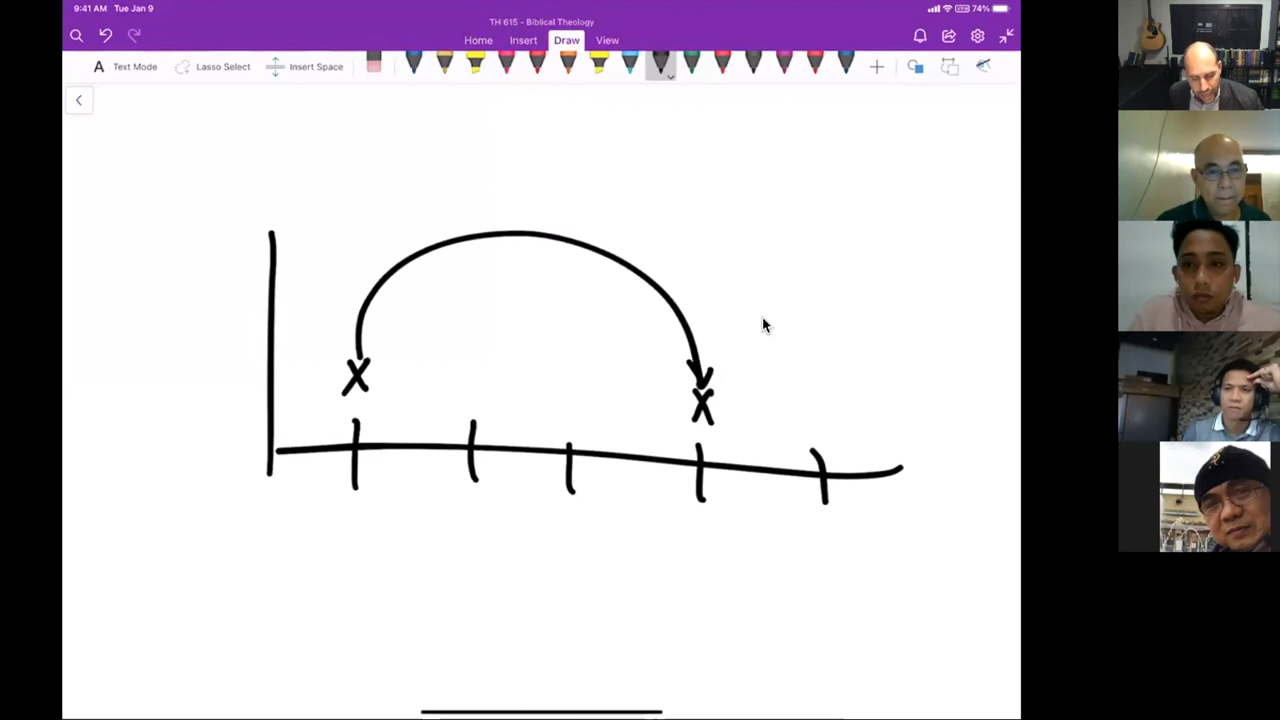 9:41 AM Tue Jan 9
74%
TH 615 - Biblical Theology
Home Insert Draw View
A Text Mode Lasso Select Insert Space
X
X